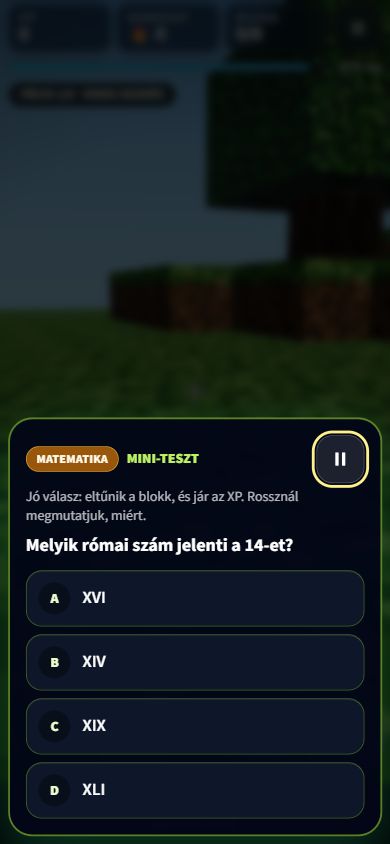 MATEMATIKA MINI-TESZT
Jó válasz: eltűnik a blokk, és jár az XP. Rossznál
megmutatjuk, miért.
Melyik római szám jelenti a 14-et?
A XVI
B XIV
C XIX
D XLI